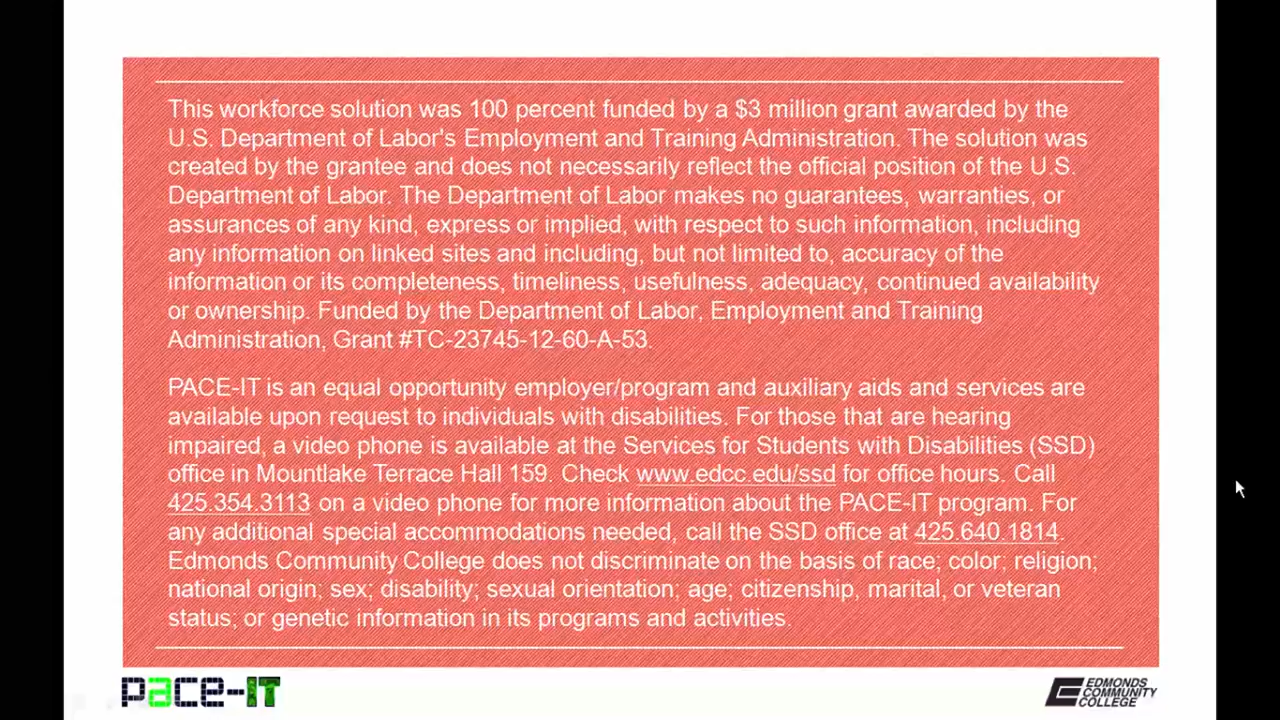 This workforce solution was 100 percent funded by a $3 million grant awarded by the
U.S. Department of Labor's Employment and Training Administration. The solution was
created by the grantee and does not necessarily reflect the official position of the U.S.
Department of Labor. The Department of Labor makes no guarantees, warranties, or
assurances of any kind, express or implied, with respect to such information, including
any information on linked sites and including, but not limited to, accuracy of the
information or its completeness, timeliness, usefulness, adequacy, continued availability
or ownership. Funded by the Department of Labor, Employment and Training
Administration, Grant #TC-23745-12-60-A-53.
PACE-IT is an equal opportunity employer/program and auxiliary aids and services are
available upon request to individuals with disabilities. For those that are hearing
impaired, a video phone is available at the Services for Students with Disabilities (SSD)
office in Mountlake Terrace Hall 159. Check www.edcc.edu/ssd for office hours. Call
425.354.3113 on a video phone for more information about the PACE-IT program. For
any additional special accommodations needed, call the SSD office at 425.640.1814.
Edmonds Community College does not discriminate on the basis of race; color; religion;
national origin; sex; disability; sexual orientation; age; citizenship, marital, or veteran
status; or genetic information in its programs and activities.
pace-IT
EDMONDS
COMMUNITY
COLLEGE